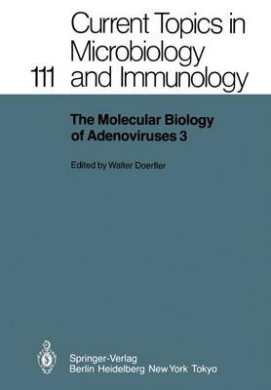 Current Topics in
Microbiology
111 and Immunology
The Molecular Biology
of Adenoviruses 3
Edited by Walter Doerfler
Springer-Verlag
Berlin Heidelberg New York Tokyo